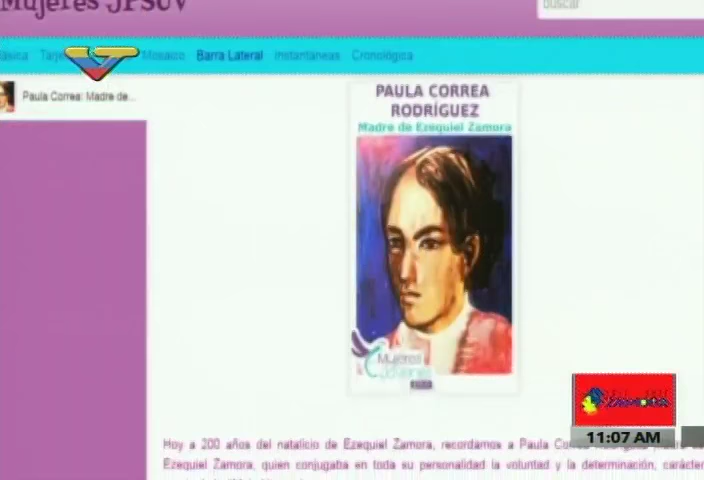 Mujeres JPSUV
buscar
Mosaico Barra Lateral Instantáneas Cronológica
Paula Correa: Madre de...
PAULA CORREA
RODRÍGUEZ
Madre de Ezequiel Zamora
Mujeres
11:07 AM
Hoy a 200 años del natalicio de Ezequiel Zamora, recordamos a Paula
Ezequiel Zamora, quien conjugaba en toda su personalidad la voluntad y la determinación, carácter